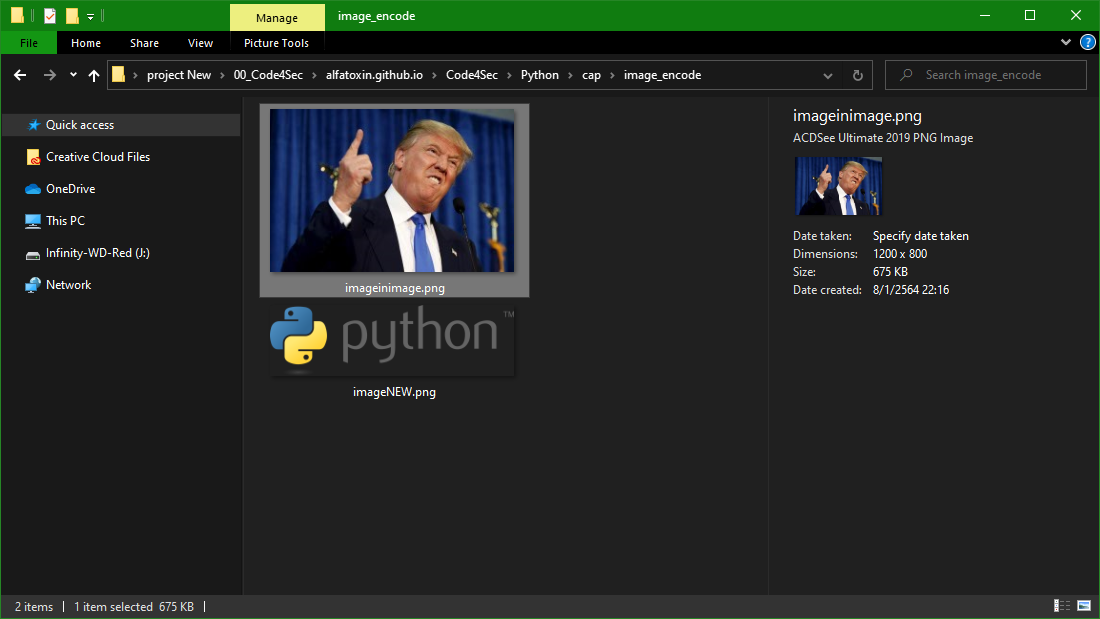 Manage
image_encode
File
Home
Share
View
Picture Tools
project New
00_Code4Sec
alfatoxin.github.io
Code4Sec
Python
cap
image_encode
Search image_encode
Quick access
Creative Cloud Files
OneDrive
This PC
Infinity-WD-Red (J:)
Network
imageinimage.png
python™
imageNEW.png
imageinimage.png
ACDSee Ultimate 2019 PNG Image
Date taken: Specify date taken
Dimensions: 1200 x 800
Size: 675 KB
Date created: 8/1/2564 22:16
2 items
1 item selected 675 KB